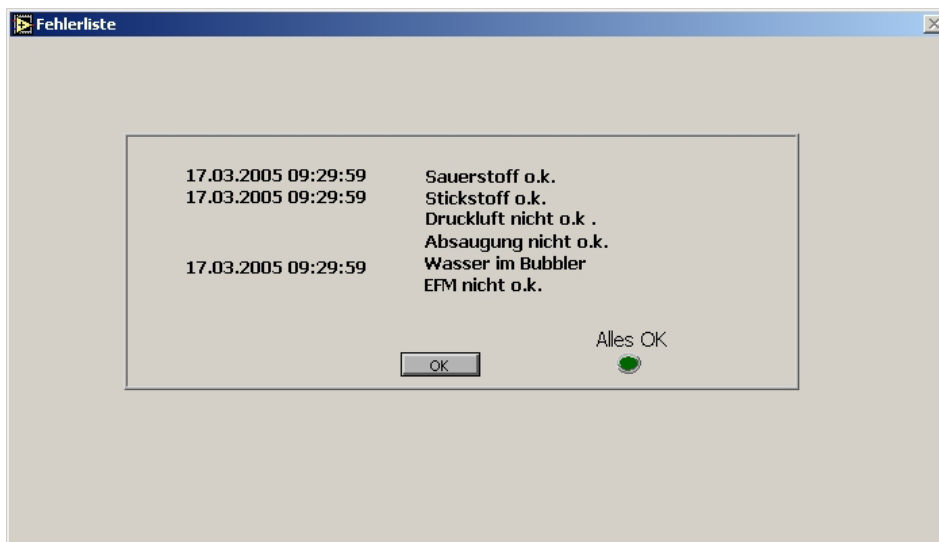 Fehlerliste
17.03.2005 09:29:59 Sauerstoff o.k.
17.03.2005 09:29:59 Stickstoff o.k.
Druckluft nicht o.k .
Absaugung nicht o.k.
17.03.2005 09:29:59 Wasser im Bubbler
EFM nicht o.k.
Alles OK
OK